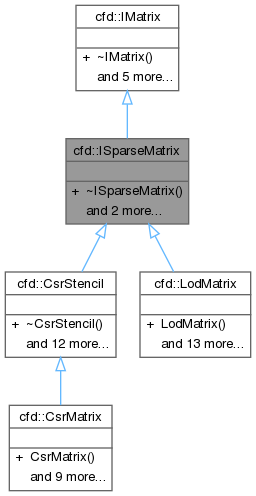 cfd::IMatrix
+ ~IMatrix()
and 5 more...
cfd::ISparseMatrix
+ ~ISparseMatrix()
and 2 more...
cfd::CsrStencil
+ ~CsrStencil()
and 12 more...
cfd::LodMatrix
+ LodMatrix()
and 13 more...
cfd::CsrMatrix
+ CsrMatrix()
and 9 more...